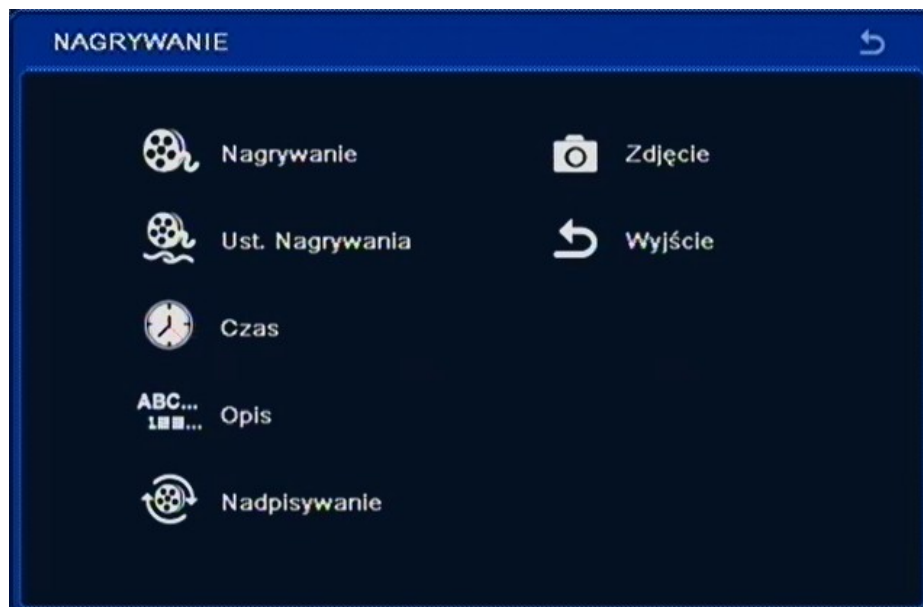 NAGRYWANIE
Nagrywanie
Ust. Nagrywania
Czas
ABC...
Opis
Nadpisywanie
Zdjęcie
Wyjście